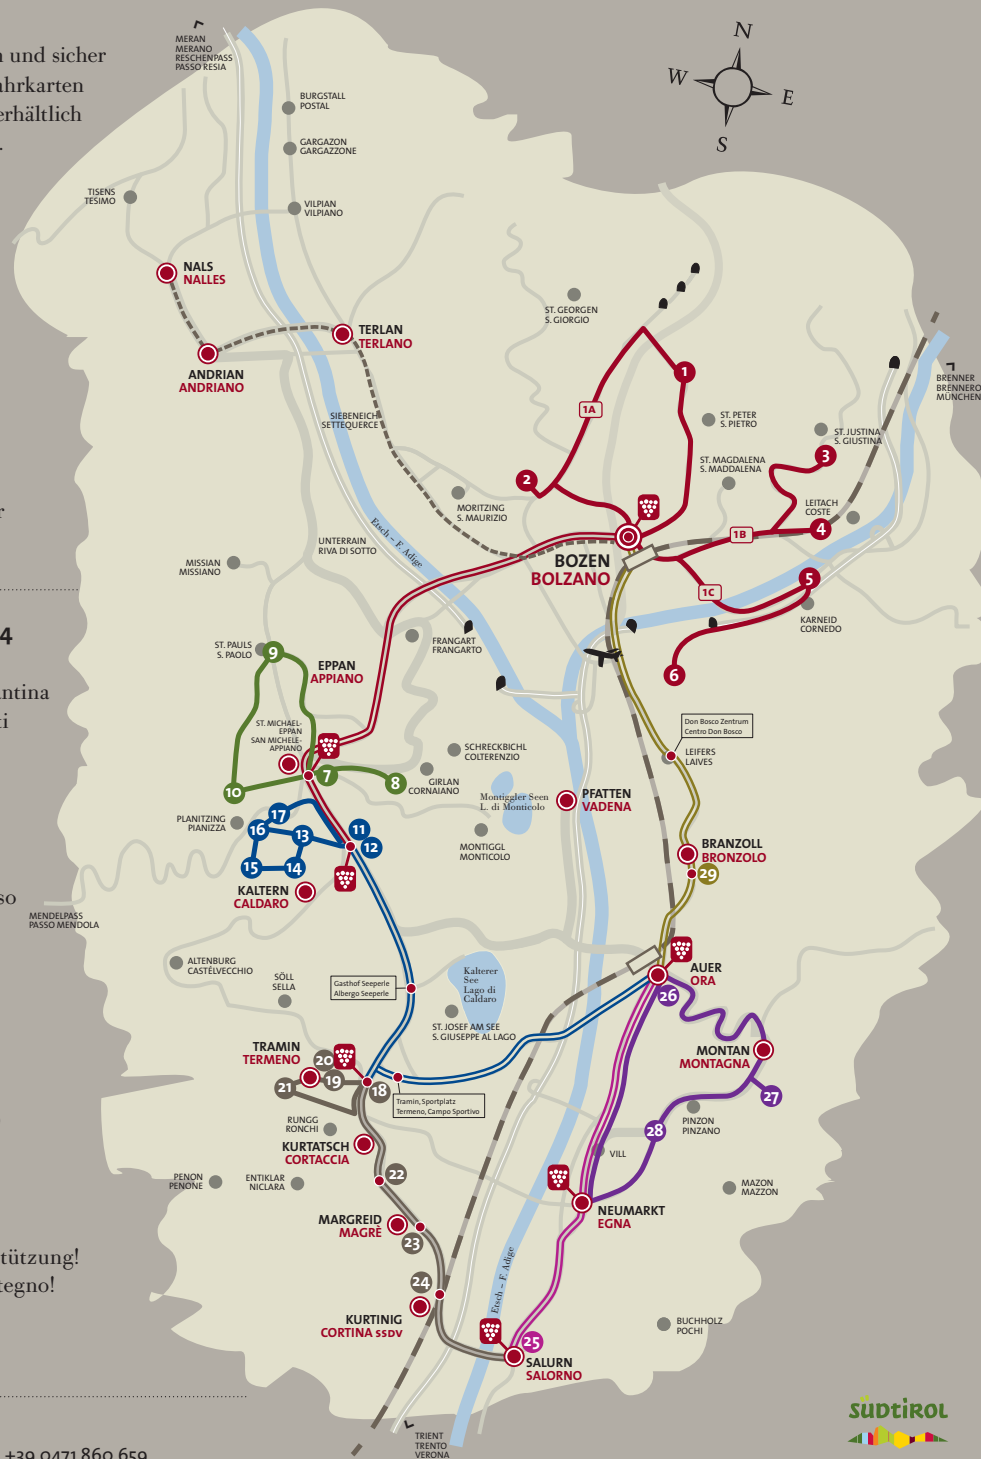 n und sicher
ahrkarten
erhältlich
r
4
antina
ti
so
tützung!
tegno!
+39 0471 860 659
N
W
E
S
MERAN
MERANO
RESCHENPASS
PASSO RESIA
BURGSTALL
POSTAL
GARGAZON
GARGAZZONE
TISENS
TESIMO
VILPIAN
VILPIANO
NALS
NALLES
ST. GEORGEN
S. GIORGIO
TERLAN
TERLANO
ANDRIAN
ANDRIANO
BRENNER
BRENNERO
MÜNCHEN
1
1A
SIEBENEICH
SETTEQUERCE
ST. PETER
S. PIETRO
ST. JUSTINA
S. GIUSTINA
3
ST. MAGDALENA
S. MADDALENA
2
MORITZING
S. MAURIZIO
LEITACH
COSTE
4
1B
Etsch – F. Adige
UNTERRAIN
RIVA DI SOTTO
BOZEN
BOLZANO
MISSIAN
MISSIANO
5
1C
KARNEID
CORNEDO
FRANGART
FRANGARTO
ST. PAULS
S. PAOLO
9
EPPAN
APPIANO
6
ST. MICHAEL-
EPPAN
SAN MICHELE-
APPIANO
Don Bosco Zentrum
Centro Don Bosco
SCHRECKBICHL
COLTERENZIO
LEIFERS
LAIVES
7
8
GIRLAN
CORNAIANO
10
Montiggler Seen
L. di Monticolo
PFATTEN
VADENA
17
PLANITZING
PIANIZZA
16
13
11
12
MONTIGGL
MONTICOLO
BRANZOLL
BRONZOLO
15
14
29
KALTERN
CALDARO
MENDELPASS
PASSO MENDOLA
ALTENBURG
CASTELVECCHIO
SÖLL
SELLA
Gasthof Seeperle
Albergo Seeperle
Kalterer
See
Lago di
Caldaro
AUER
ORA
26
ST. JOSEF AM SEE
S. GIUSEPPE AL LAGO
TRAMIN
TERMENO
20
19
21
18
MONTAN
MONTAGNA
Tramin, Sportplatz
Termeno, Campo Sportivo
27
RUNGG
RONCHI
PINZON
PINZANO
28
KURTATSCH
CORTACCIA
VILL
PENON
PENONE
ENTIKLAR
NICLARA
22
MAZON
MAZZON
MARGREID
MAGRÈ
23
NEUMARKT
EGNA
24
Etsch – F. Adige
KURTINIG
CORTINA SSDV
BUCHHOLZ
POCHI
25
SALURN
SALORNO
TRIENT
TRENTO
VERONA
SÜDTIROL